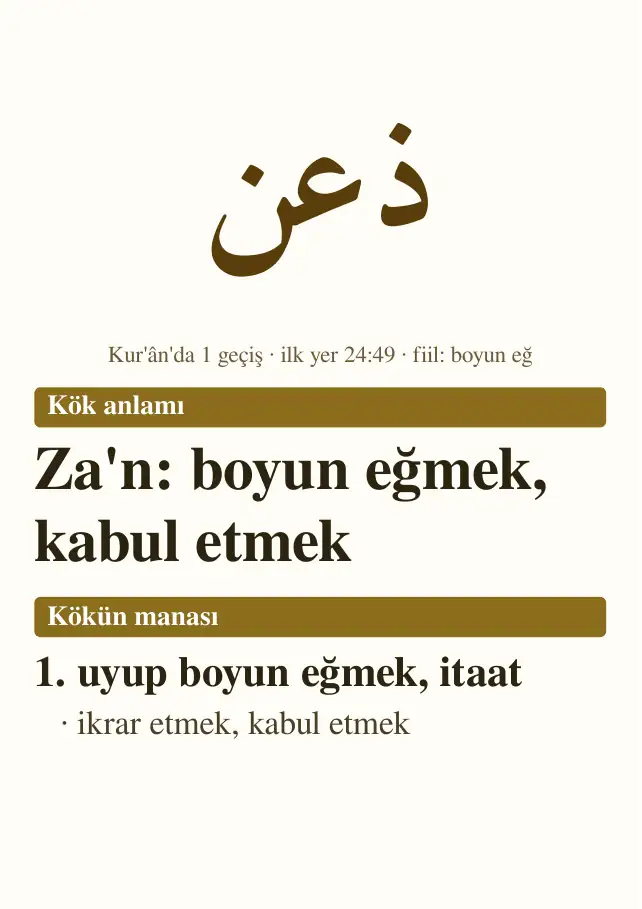 ذعن
Kur'ân'da 1 geçiş · ilk yer 24:49 · fiil: boyun eğ
Kök anlamı
Za'n: boyun eğmek,
kabul etmek
Kökün manası
1. uyup boyun eğmek, itaat
· ikrar etmek, kabul etmek